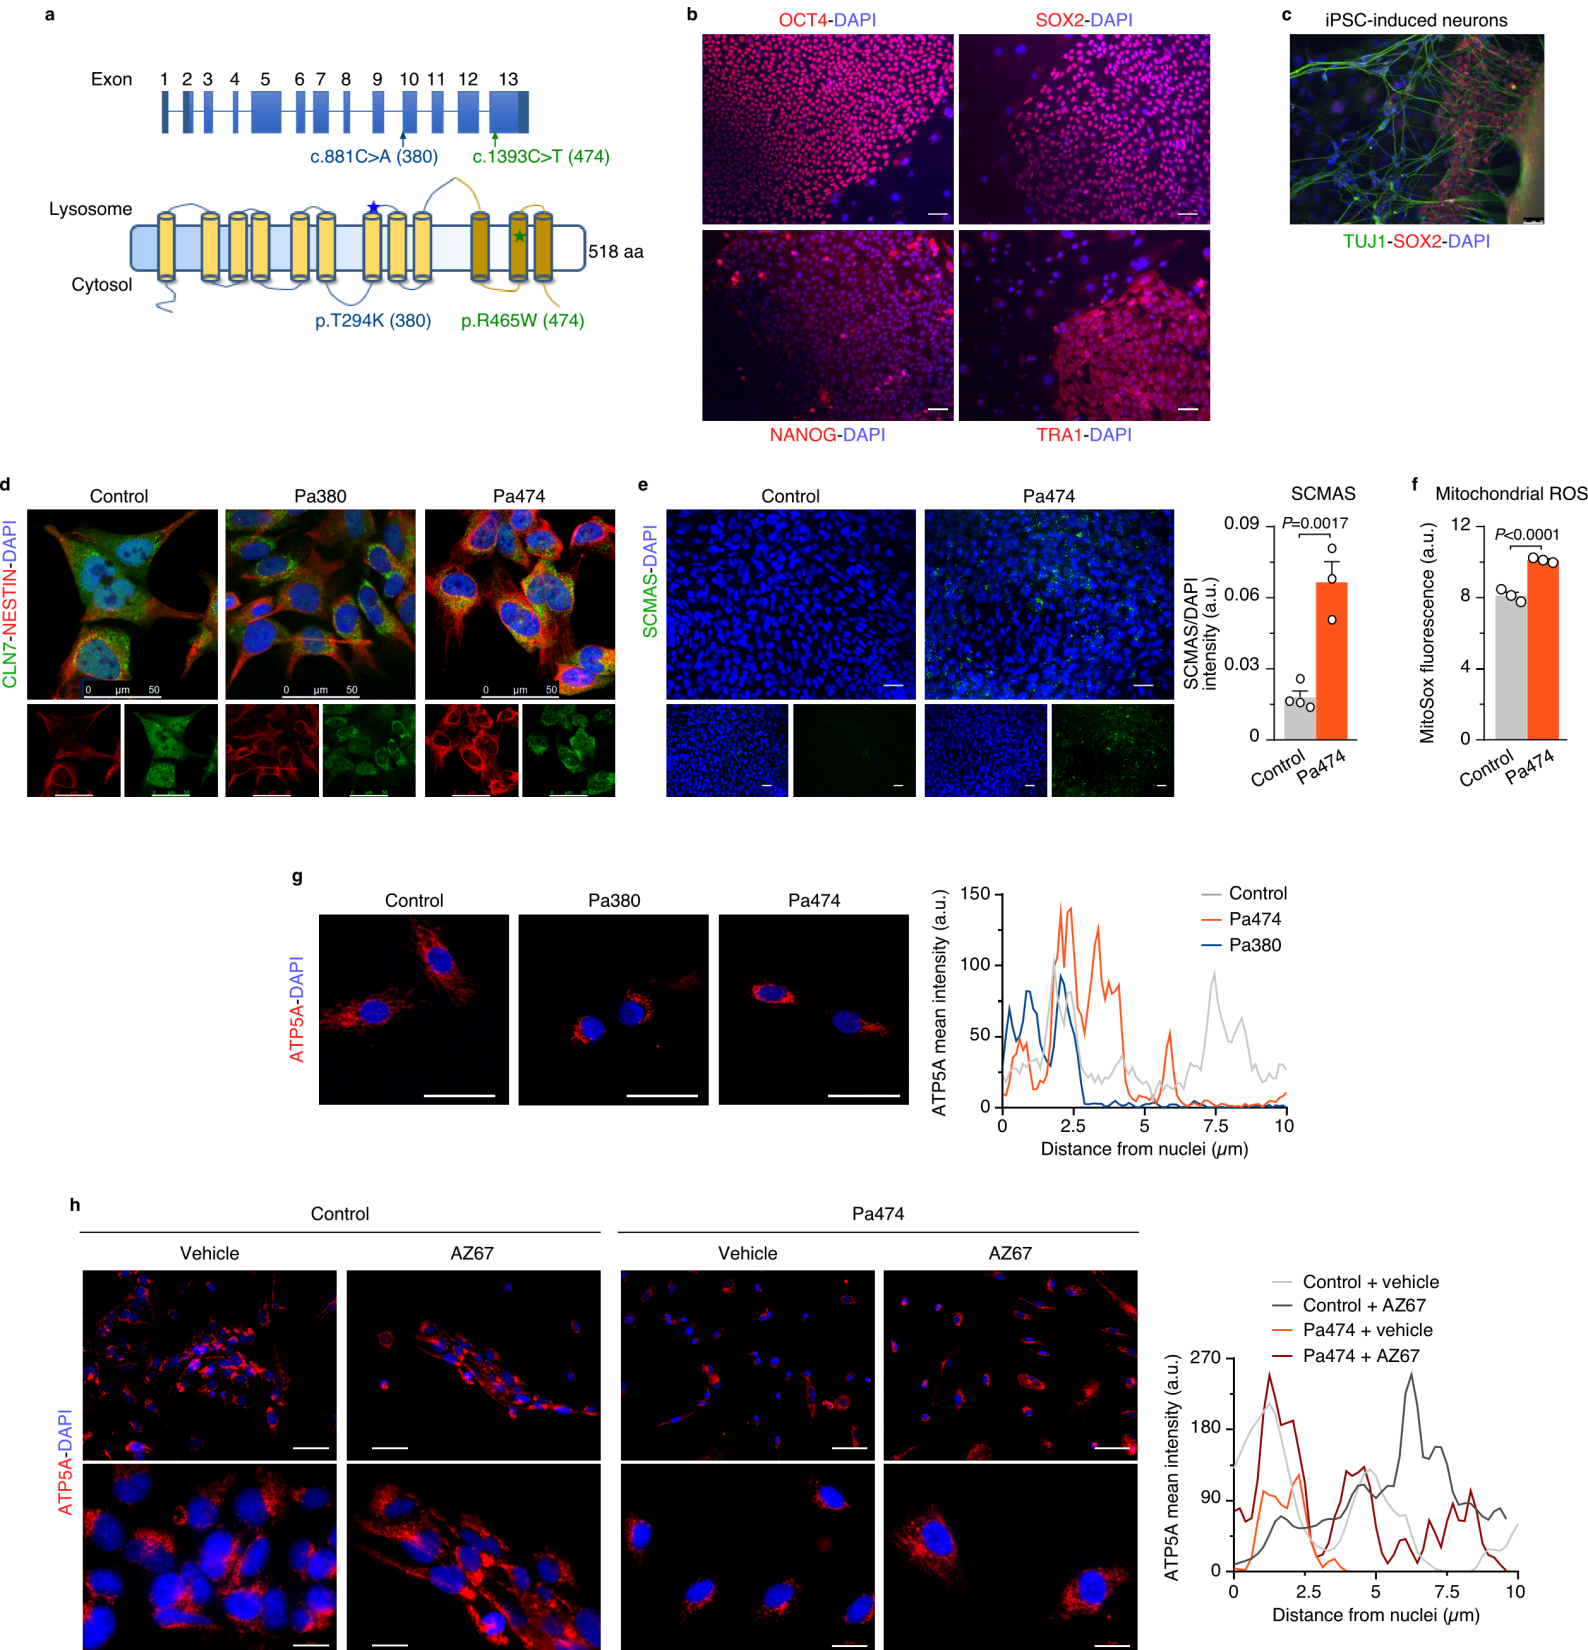 a
Exon 1 2 3 4 5 6 7 8 9 10 11 12 13
c.881C>A (380) c.1393C>T (474)
Lysosome
518 aa
Cytosol
p.T294K (380) p.R465W (474)
b
OCT4-DAPI SOX2-DAPI
NANOG-DAPI TRA1-DAPI
c
iPSC-induced neurons
TUJ1-SOX2-DAPI
d
Control Pa380 Pa474
CLN7-NESTIN-DAPI
0 µm 50 0 µm 50 0 µm 50
e
Control Pa474
SCMAS-DAPI
SCMAS
SCMAS/DAPI
intensity (a.u.)
P=0.0017
0.09
0.06
0.03
0
Control Pa474
f
Mitochondrial ROS
MitoSox fluorescence (a.u.)
P<0.0001
12
8
4
0
Control Pa474
g
Control Pa380 Pa474
ATP5A-DAPI
ATP5A mean intensity (a.u.)
150
100
50
0
0 2.5 5 7.5 10
Distance from nuclei (µm)
Control
Pa474
Pa380
h
Control Pa474
Vehicle AZ67 Vehicle AZ67
ATP5A-DAPI
Control + vehicle
Control + AZ67
Pa474 + vehicle
Pa474 + AZ67
ATP5A mean intensity (a.u.)
270
180
90
0
0 2.5 5 7.5 10
Distance from nuclei (µm)